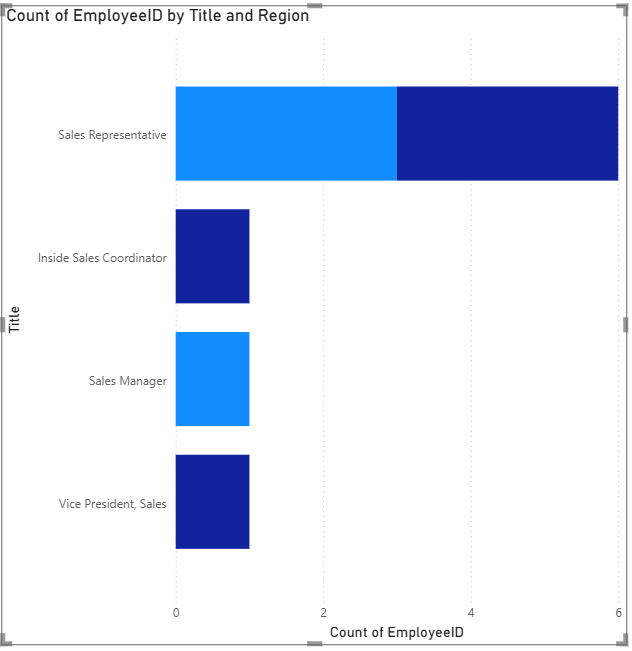 Count of EmployeeID by Title and Region
Sales Representative
Inside Sales Coordinator
Sales Manager
Vice President, Sales
Title
0 2 4 6
Count of EmployeeID